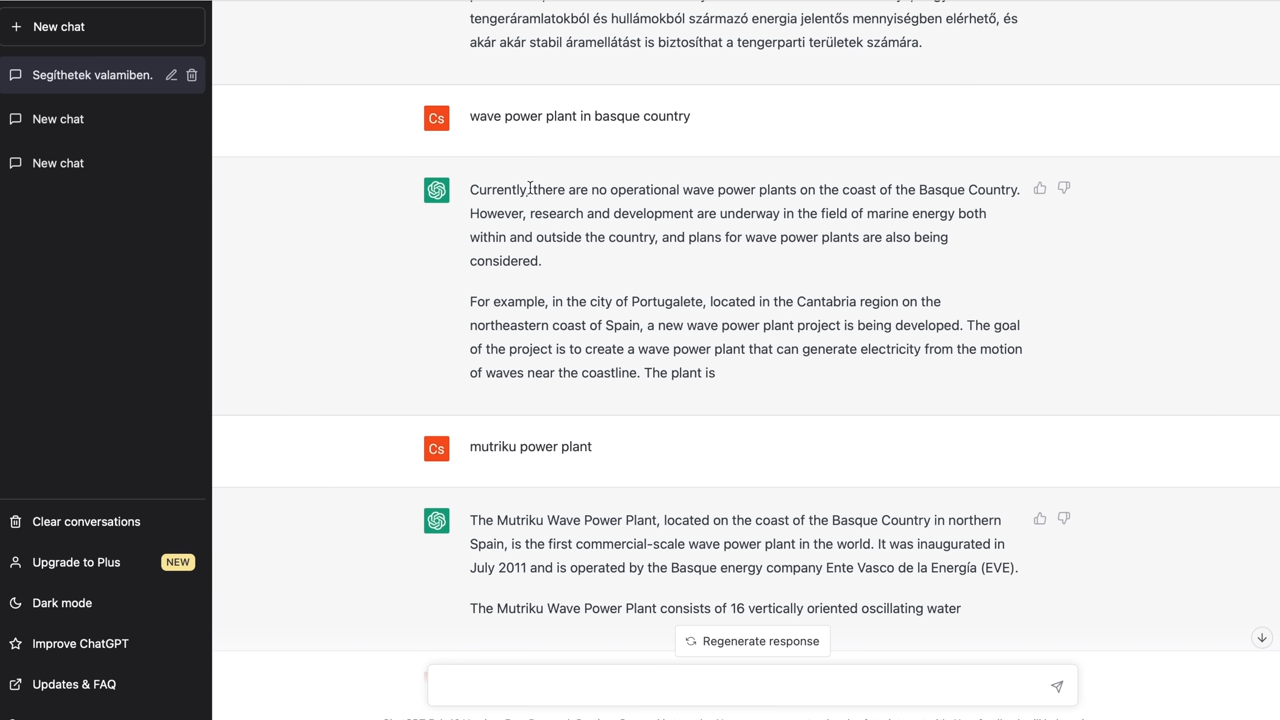 New chat
Segíthetek valamiben.
New chat
New chat
Clear conversations
Upgrade to Plus NEW
Dark mode
Improve ChatGPT
Updates & FAQ
tengeráramlatokból és hullámokból származó energia jelentős mennyiségben elérhető, és
akár akár stabil áramellátást is biztosíthat a tengerparti területek számára.
Cs wave power plant in basque country
Currently, there are no operational wave power plants on the coast of the Basque Country.
However, research and development are underway in the field of marine energy both
within and outside the country, and plans for wave power plants are also being
considered.
For example, in the city of Portugalete, located in the Cantabria region on the
northeastern coast of Spain, a new wave power plant project is being developed. The goal
of the project is to create a wave power plant that can generate electricity from the motion
of waves near the coastline. The plant is
Cs mutriku power plant
The Mutriku Wave Power Plant, located on the coast of the Basque Country in northern
Spain, is the first commercial-scale wave power plant in the world. It was inaugurated in
July 2011 and is operated by the Basque energy company Ente Vasco de la Energía (EVE).
The Mutriku Wave Power Plant consists of 16 vertically oriented oscillating water
Regenerate response